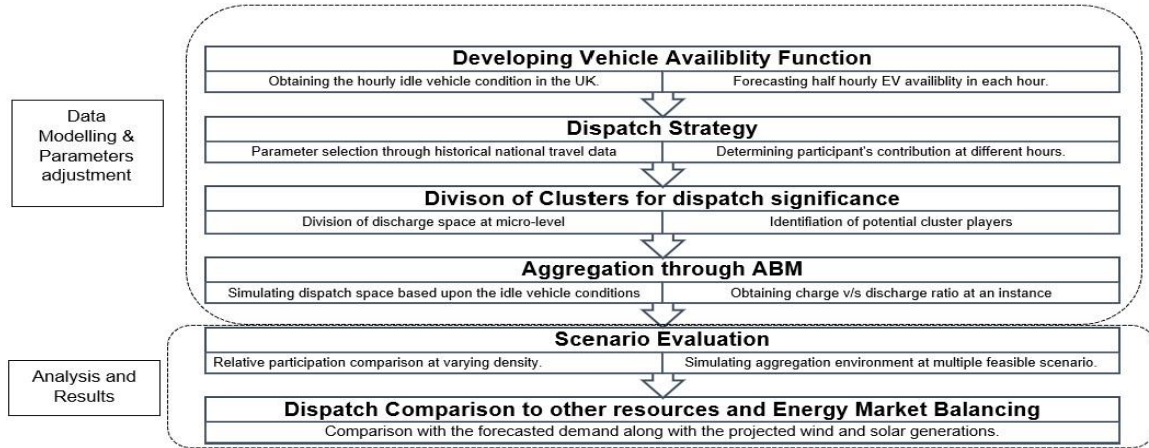 Developing Vehicle Availiblity Function
Obtaining the hourly idle vehicle condition in the UK.
Forecasting half hourly EV availiblity in each hour.
Data
Modelling &
Parameters
adjustment
Dispatch Strategy
Parameter selection through historical national travel data
Determining participant's contribution at different hours.
Divison of Clusters for dispatch significance
Division of discharge space at micro-level
Identifiation of potential cluster players
Aggregation through ABM
Simulating dispatch space based upon the idle vehicle conditions
Obtaining charge v/s discharge ratio at an instance
Scenario Evaluation
Relative participation comparison at varying density.
Simulating aggregation environment at multiple feasible scenario.
Analysis and
Results
Dispatch Comparison to other resources and Energy Market Balancing
Comparison with the forecasted demand along with the projected wind and solar generations.